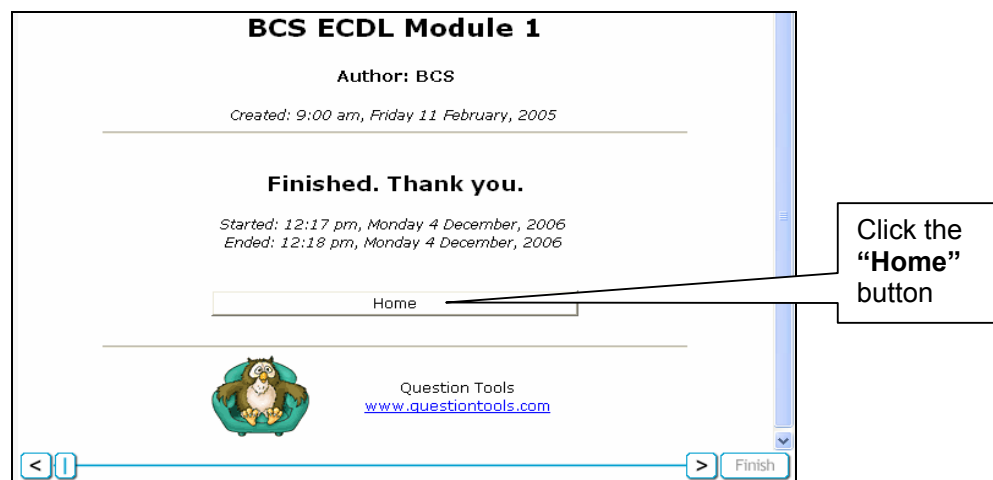 BCS ECDL Module 1
Author: BCS
Created: 9:00 am, Friday 11 February, 2005
Finished. Thank you.
Started: 12:17 pm, Monday 4 December, 2006
Ended: 12:18 pm, Monday 4 December, 2006
Home
Click the
“Home”
button
Question Tools
www.questiontools.com
< | > Finish